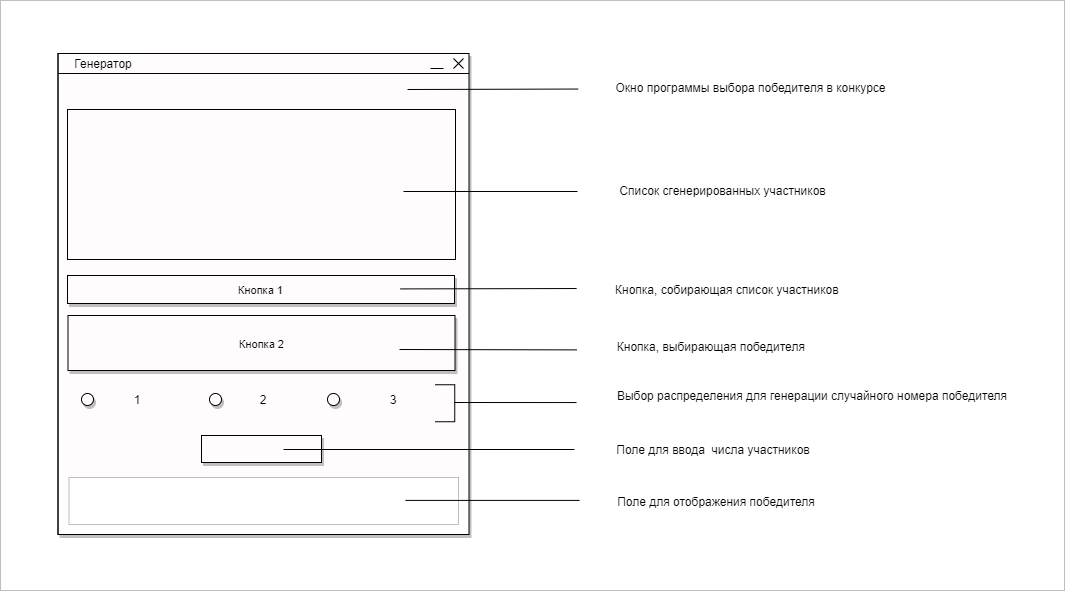 Генератор
Окно программы выбора победителя в конкурсе
Список сгенерированных участников
Кнопка 1
Кнопка, собирающая список участников
Кнопка 2
Кнопка, выбирающая победителя
1 2 3
Выбор распределения для генерации случайного номера победителя
Поле для ввода числа участников
Поле для отображения победителя